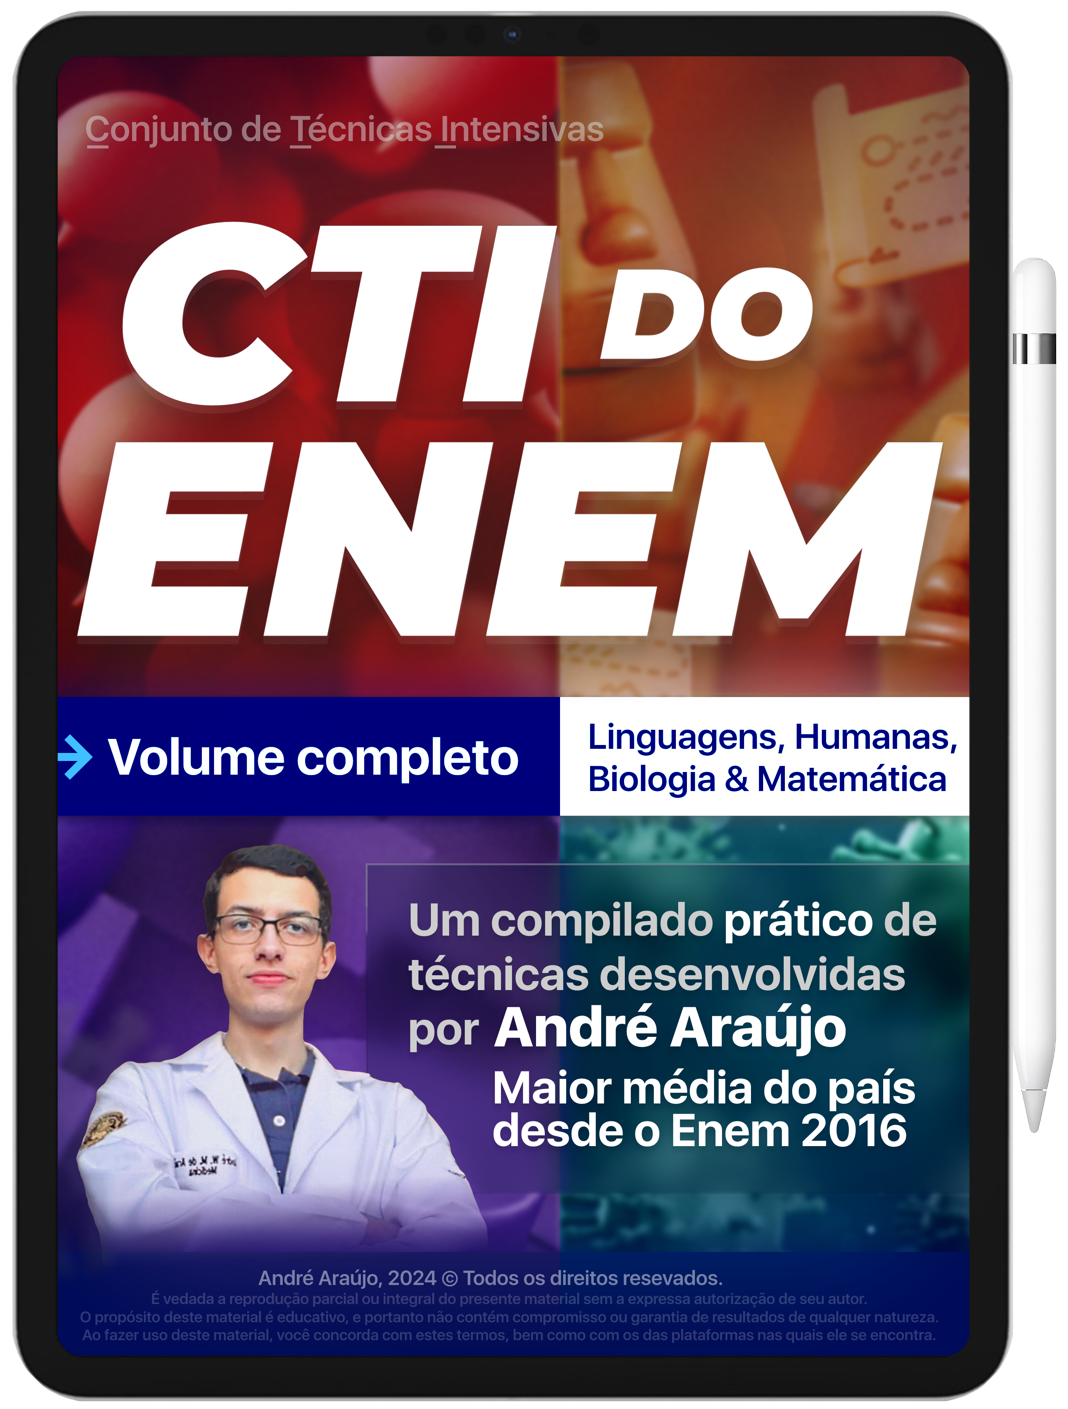 Conjunto de Técnicas Intensivas
CTI DO
ENEM
Volume completo
Linguagens, Humanas,
Biologia & Matemática
Um compilado prático de
técnicas desenvolvidas
por André Araújo
Maior média do país
desde o Enem 2016
André Araújo, 2024 © Todos os direitos resevados.
É vedada a reprodução parcial ou integral do presente material sem a expressa autorização de seu autor.
O propósito deste material é educativo, e portanto não contém compromisso ou garantia de resultados de qualquer natureza.
Ao fazer uso deste material, você concorda com estes termos, bem como com os das plataformas nas quais ele se encontra.